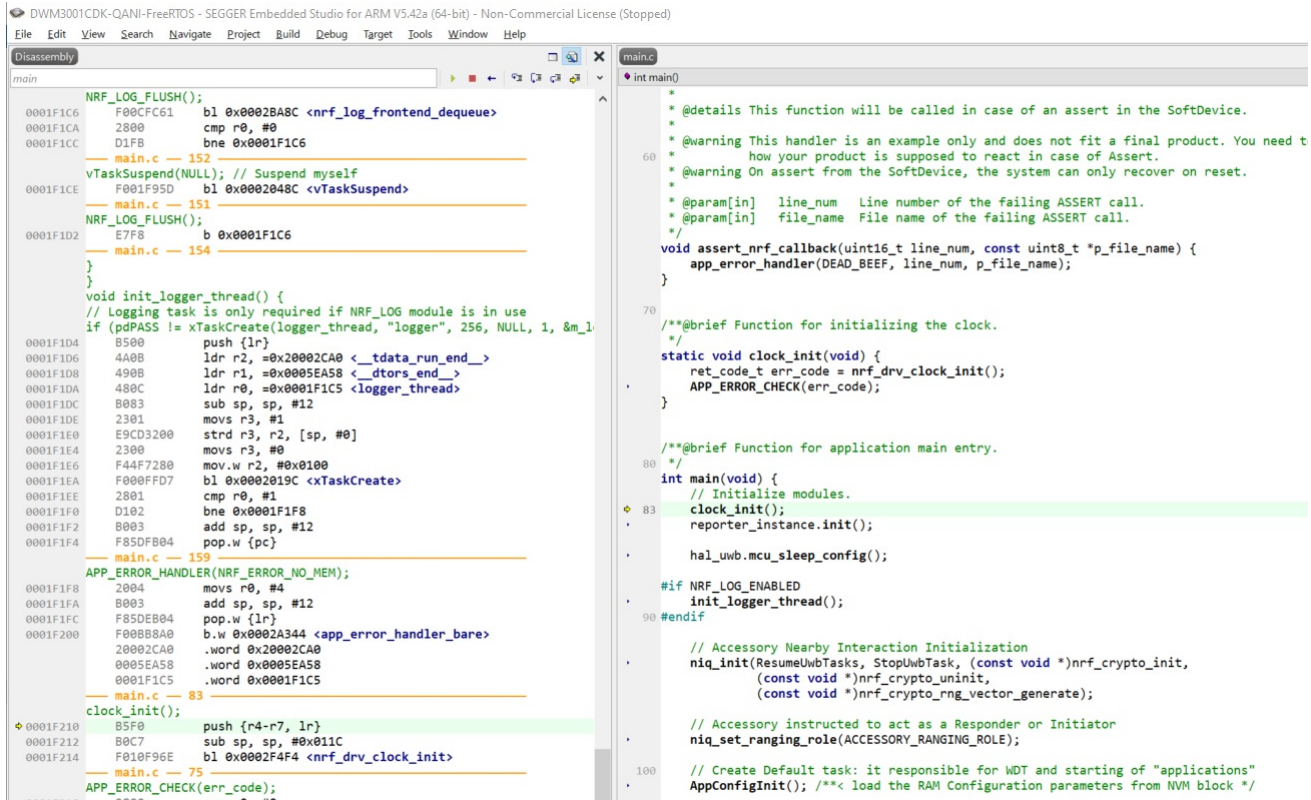 DWM3001CDK-QANI-FreeRTOS - SEGGER Embedded Studio for ARM V5.42a (64-bit) - Non-Commercial License (Stopped)
File Edit View Search Navigate Project Build Debug Target Tools Window Help
Disassembly
main
NRF_LOG_FLUSH();
0001F1C6 F00CFC61 bl 0x0002BA8C <nrf_log_frontend_dequeue>
0001F1CA 2800 cmp r0, #0
0001F1CC D1FB bne 0x0001F1C6
main.c — 152
vTaskSuspend(NULL); // Suspend myself
0001F1CE F001F95D bl 0x0002048C <vTaskSuspend>
main.c — 151
NRF_LOG_FLUSH();
0001F1D2 E7F8 b 0x0001F1C6
main.c — 154
}
}
void init_logger_thread() {
// Logging task is only required if NRF_LOG module is in use
if (pdPASS != xTaskCreate(logger_thread, "logger", 256, NULL, 1, &m_l
0001F1D4 B500 push {lr}
0001F1D6 4A0B ldr r2, =0x20002CA0 <__tdata_run_end__>
0001F1D8 490B ldr r1, =0x0005EA58 <__dtors_end__>
0001F1DA 480C ldr r0, =0x0001F1C5 <logger_thread>
0001F1DC B083 sub sp, sp, #12
0001F1DE 2301 movs r3, #1
0001F1E0 E9CD3200 strd r3, r2, [sp, #0]
0001F1E4 2300 movs r3, #0
0001F1E6 F44F7280 mov.w r2, #0x0100
0001F1EA F000FFD7 bl 0x0002019C <xTaskCreate>
0001F1EE 2801 cmp r0, #1
0001F1F0 D102 bne 0x0001F1F8
0001F1F2 B003 add sp, sp, #12
0001F1F4 F85DFB04 pop.w {pc}
main.c — 159
APP_ERROR_HANDLER(NRF_ERROR_NO_MEM);
0001F1F8 2004 movs r0, #4
0001F1FA B003 add sp, sp, #12
0001F1FC F85DEB04 pop.w {lr}
0001F200 F00BB8A0 b.w 0x0002A344 <app_error_handler_bare>
20002CA0 .word 0x20002CA0
0005EA58 .word 0x0005EA58
0001F1C5 .word 0x0001F1C5
main.c — 83
clock_init();
0001F210 B5F0 push {r4-r7, lr}
0001F212 B0C7 sub sp, sp, #0x011C
0001F214 F010F96E bl 0x0002F4F4 <nrf_drv_clock_init>
main.c — 75
APP_ERROR_CHECK(err_code);
main.c
int main()
*
* @details This function will be called in case of an assert in the SoftDevice.
*
* @warning This handler is an example only and does not fit a final product. You need to
60 * how your product is supposed to react in case of Assert.
* @warning On assert from the SoftDevice, the system can only recover on reset.
*
* @param[in] line_num Line number of the failing ASSERT call.
* @param[in] file_name File name of the failing ASSERT call.
*/
void assert_nrf_callback(uint16_t line_num, const uint8_t *p_file_name) {
app_error_handler(DEAD_BEEF, line_num, p_file_name);
}
70
/**@brief Function for initializing the clock.
*/
static void clock_init(void) {
ret_code_t err_code = nrf_drv_clock_init();
APP_ERROR_CHECK(err_code);
}
/**@brief Function for application main entry.
80 */
int main(void) {
// Initialize modules.
83 clock_init();
reporter_instance.init();
hal_uwb.mcu_sleep_config();
#if NRF_LOG_ENABLED
init_logger_thread();
90 #endif
// Accessory Nearby Interaction Initialization
niq_init(ResumeUwbTasks, StopUwbTask, (const void *)nrf_crypto_init,
(const void *)nrf_crypto_uninit,
(const void *)nrf_crypto_rng_vector_generate);
// Accessory instructed to act as a Responder or Initiator
niq_set_ranging_role(ACCESSORY_RANGING_ROLE);
100 // Create Default task: it responsible for WDT and starting of "applications"
AppConfigInit(); /**< load the RAM Configuration parameters from NVM block */